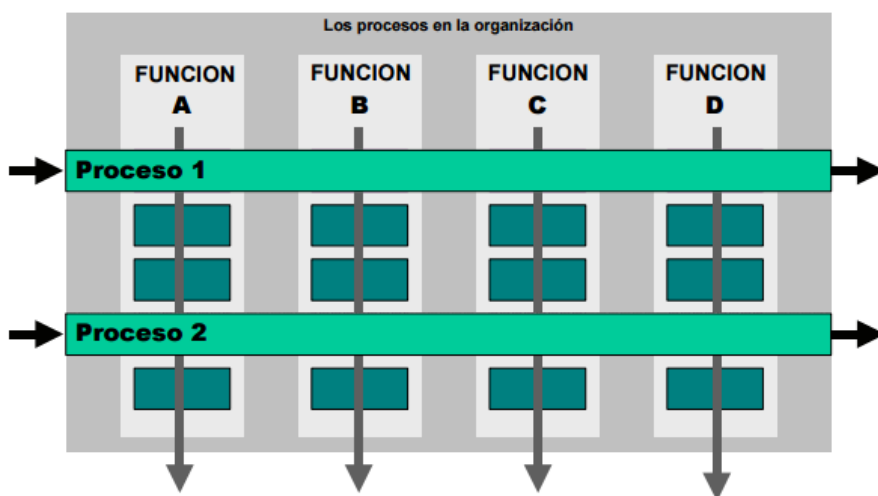 Los procesos en la organización
FUNCION
A
FUNCION
B
FUNCION
C
FUNCION
D
Proceso 1
Proceso 2